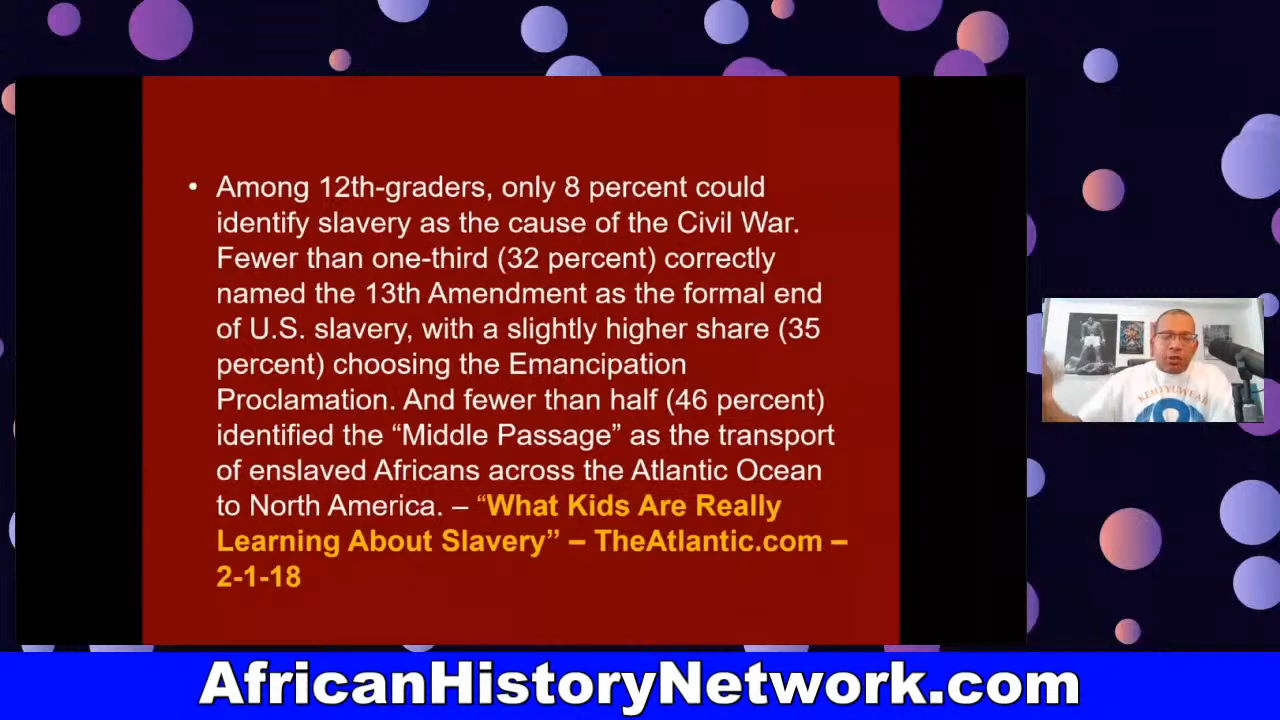 • Among 12th-graders, only 8 percent could
identify slavery as the cause of the Civil War.
Fewer than one-third (32 percent) correctly
named the 13th Amendment as the formal end
of U.S. slavery, with a slightly higher share (35
percent) choosing the Emancipation
Proclamation. And fewer than half (46 percent)
identified the “Middle Passage” as the transport
of enslaved Africans across the Atlantic Ocean
to North America. – “What Kids Are Really
Learning About Slavery” – TheAtlantic.com –
2-1-18
KEMETUWEAR
AfricanHistoryNetwork.com